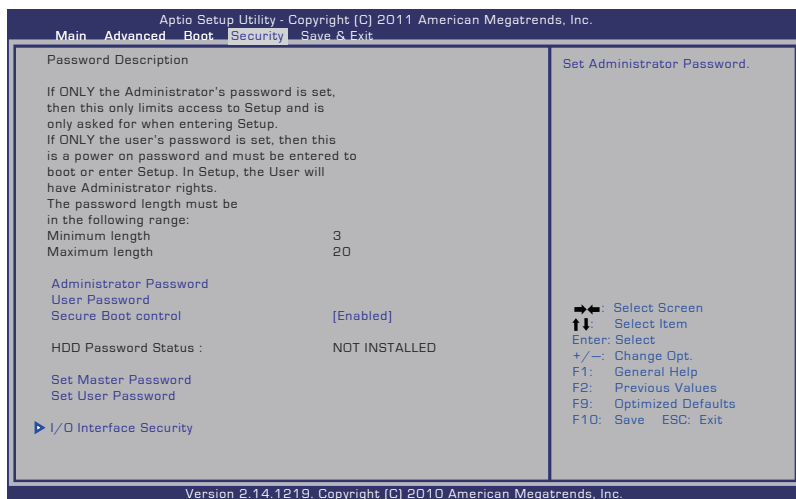 Aptio Setup Utility - Copyright (C) 2011 American Megatrends, Inc.
Main Advanced Boot Security Save & Exit
Password Description
If ONLY the Administrator's password is set,
then this only limits access to Setup and is
only asked for when entering Setup.
If ONLY the user's password is set, then this
is a power on password and must be entered to
boot or enter Setup. In Setup, the User will
have Administrator rights.
The password length must be
in the following range:
Minimum length 3
Maximum length 20
Administrator Password
User Password
Secure Boot control [Enabled]
HDD Password Status : NOT INSTALLED
Set Master Password
Set User Password
I/O Interface Security
Set Administrator Password.
→←: Select Screen
↑↓: Select Item
Enter: Select
+/—: Change Opt.
F1: General Help
F2: Previous Values
F9: Optimized Defaults
F10: Save ESC: Exit
Version 2.14.1219. Copyright (C) 2010 American Megatrends, Inc.